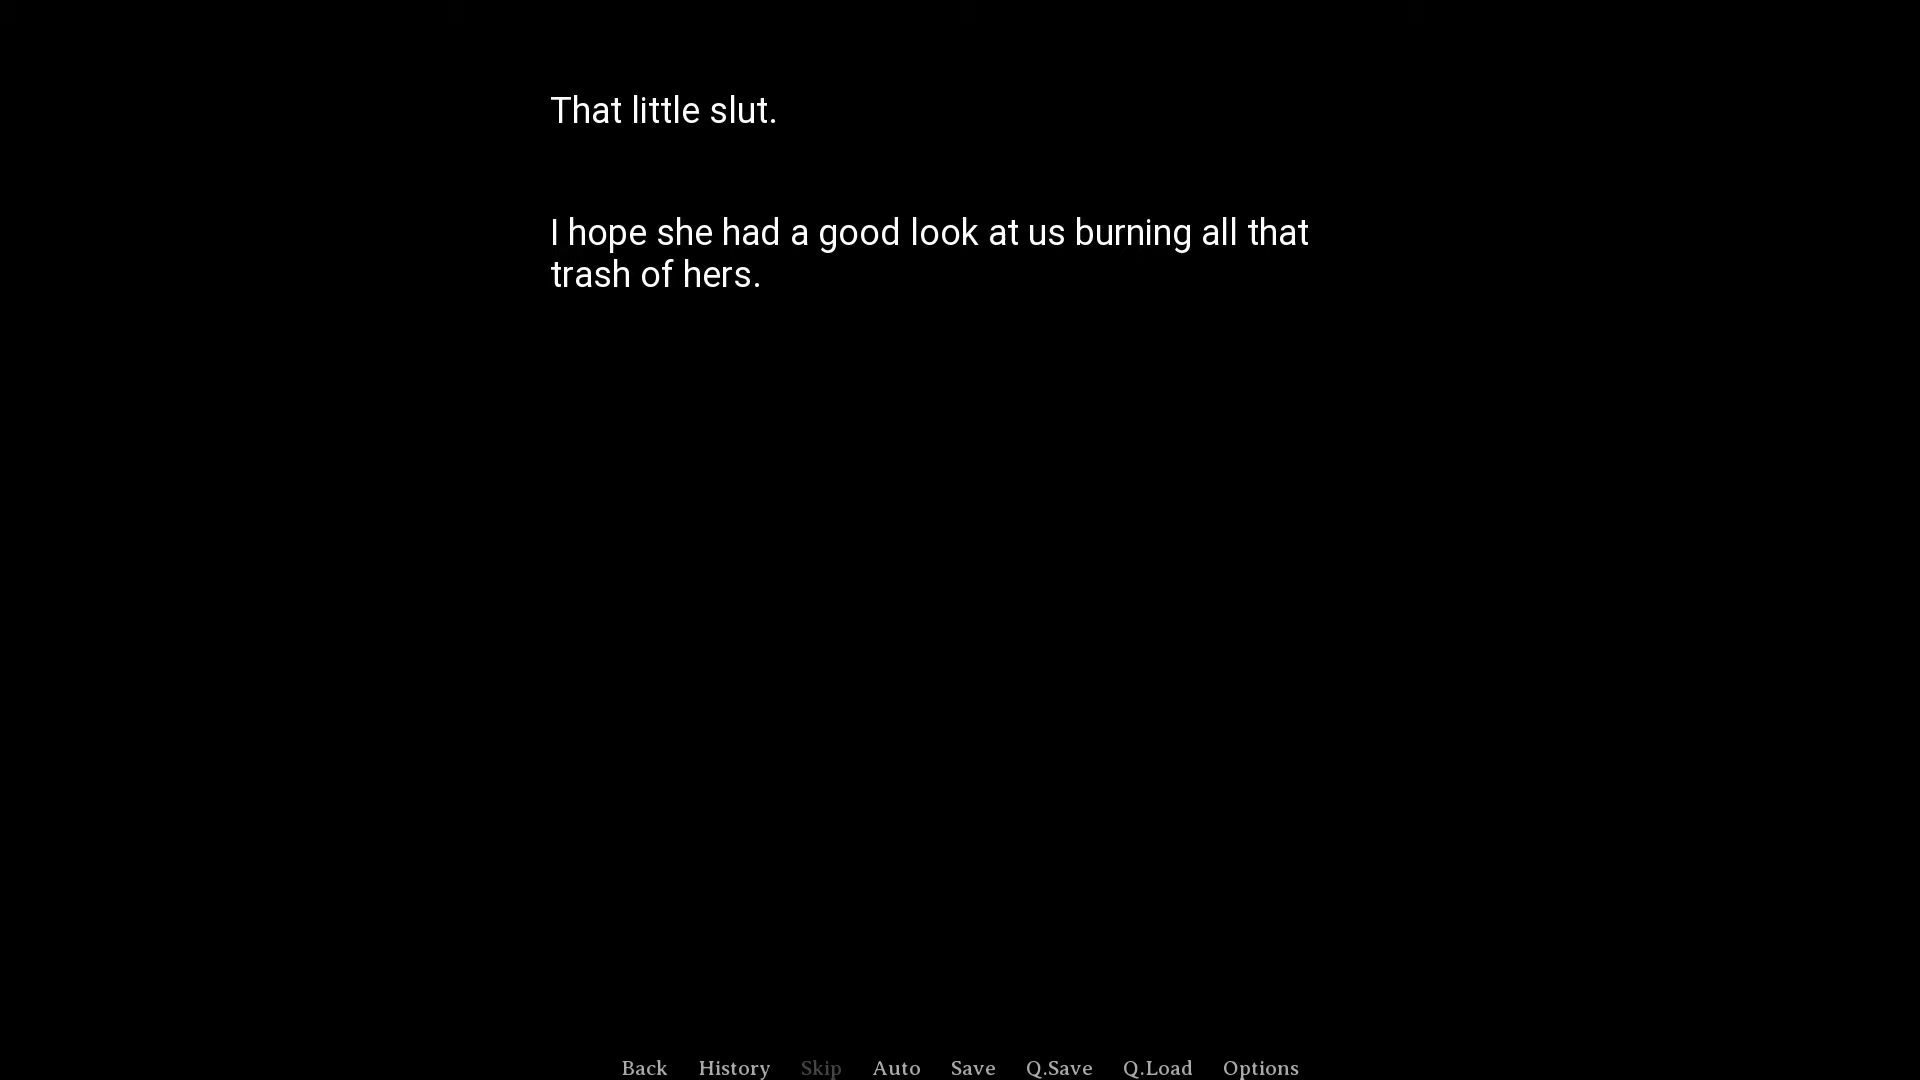 That little slut.
I hope she had a good look at us burning all that
trash of hers.
Back History Skip Auto Save Q.Save Q.Load Options